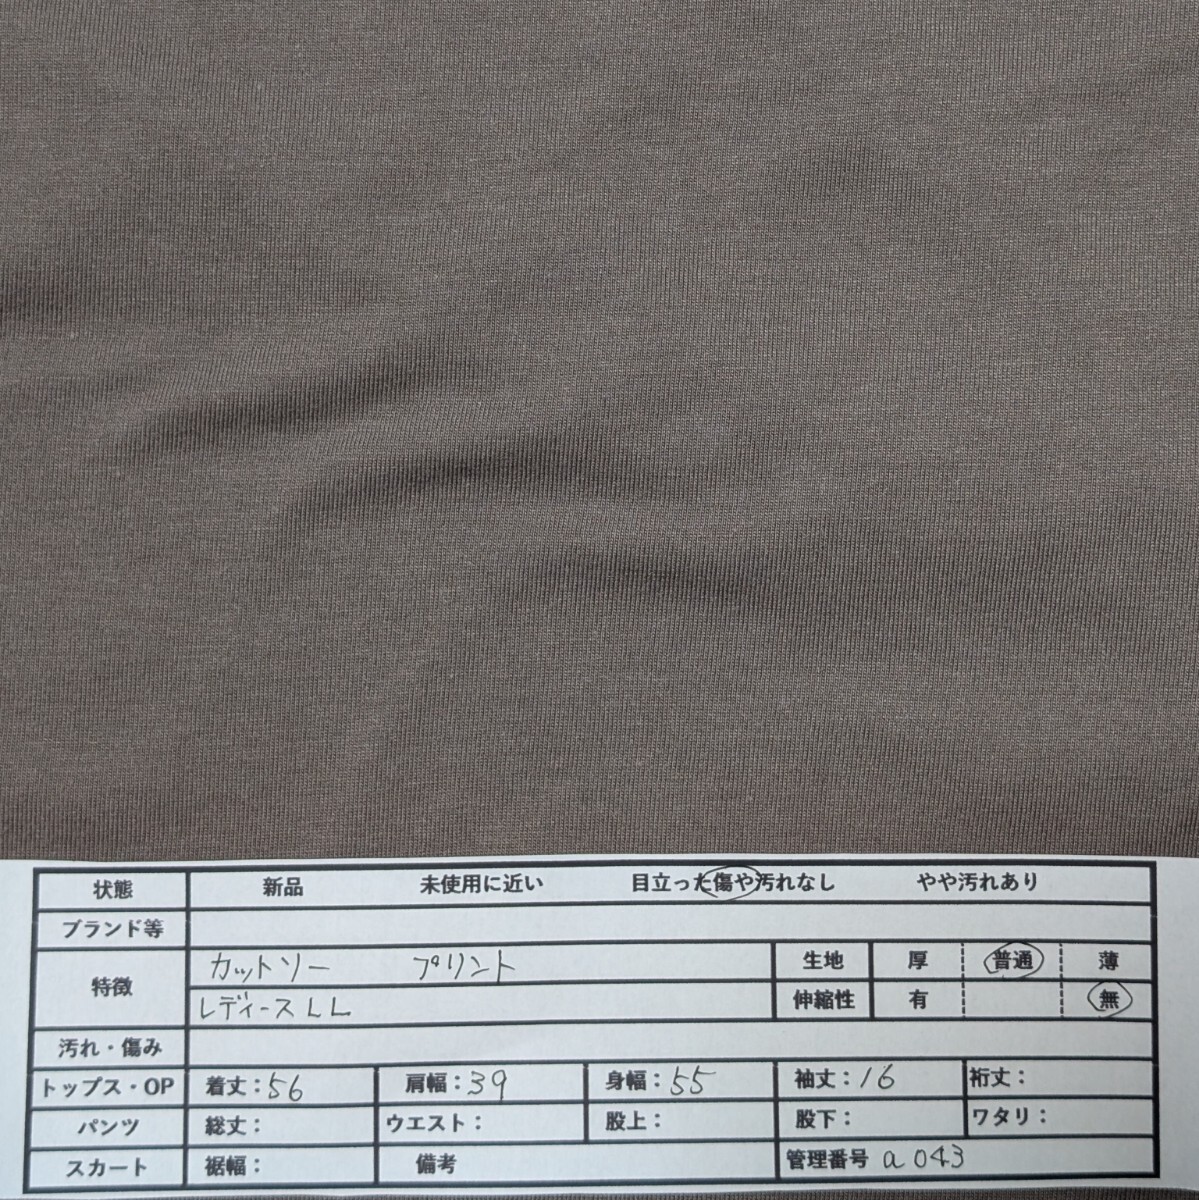 状態 新品 未使用に近い 目立った傷や汚れなし やや汚れあり
ブランド等
特徴 カットソー プリント 生地 厚 普通 薄
レディースLL 伸縮性 有 無
汚れ・傷み
トップス・OP 着丈:56 肩幅:39 身幅:55 袖丈:16 裄丈:
パンツ 総丈: ウエスト: 股上: 股下: ワタリ:
スカート 裾幅: 備考 管理番号 a043